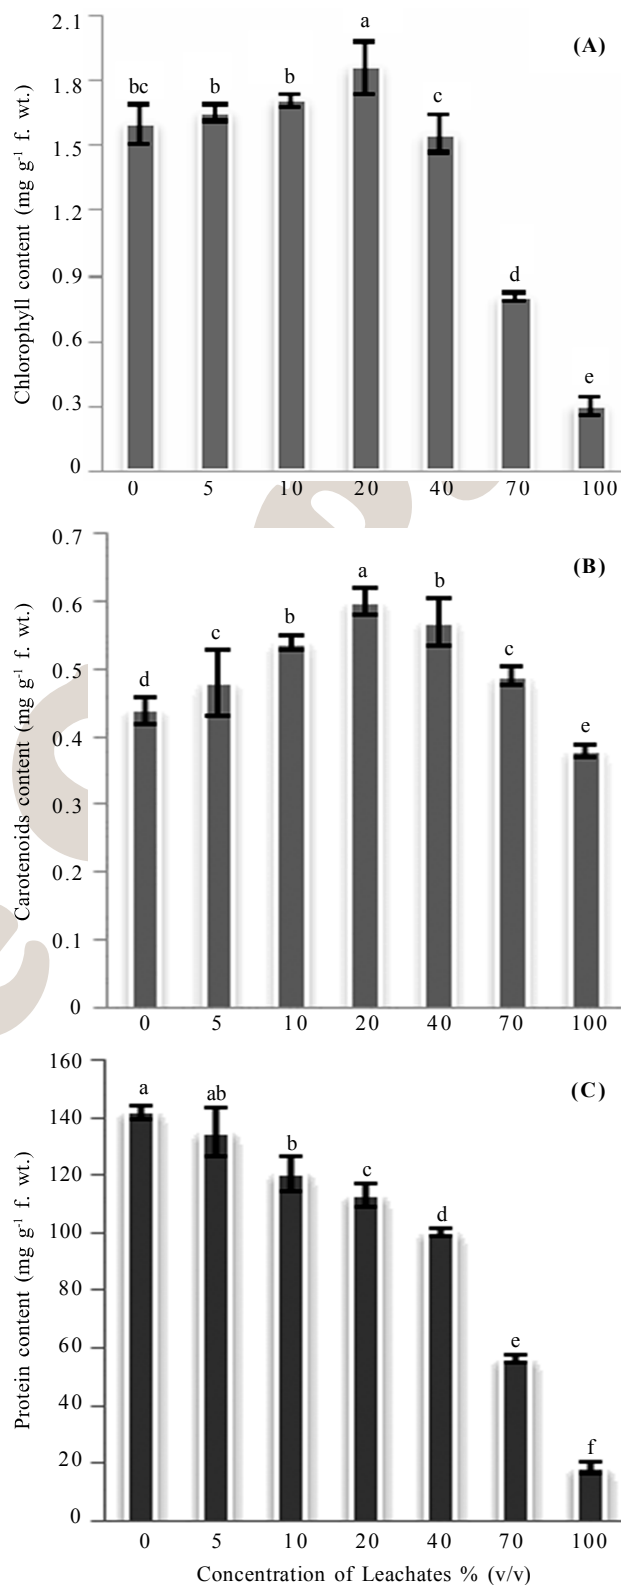 2.1
1.8
1.5
1.2
0.9
0.6
0.3
0
Chlorophyll content (mg g-1 f. wt.)
(A)
bc b b a c d e
0 5 10 20 40 70 100
0.7
0.6
0.5
0.4
0.3
0.2
0.1
0
Carotenoids content (mg g-1 f. wt.)
(B)
d c b a b c e
0 5 10 20 40 70 100
160
140
120
100
80
60
40
20
0
Protein content (mg g-1 f. wt.)
(C)
a ab b c d e f
0 5 10 20 40 70 100
Concentration of Leachates % (v/v)